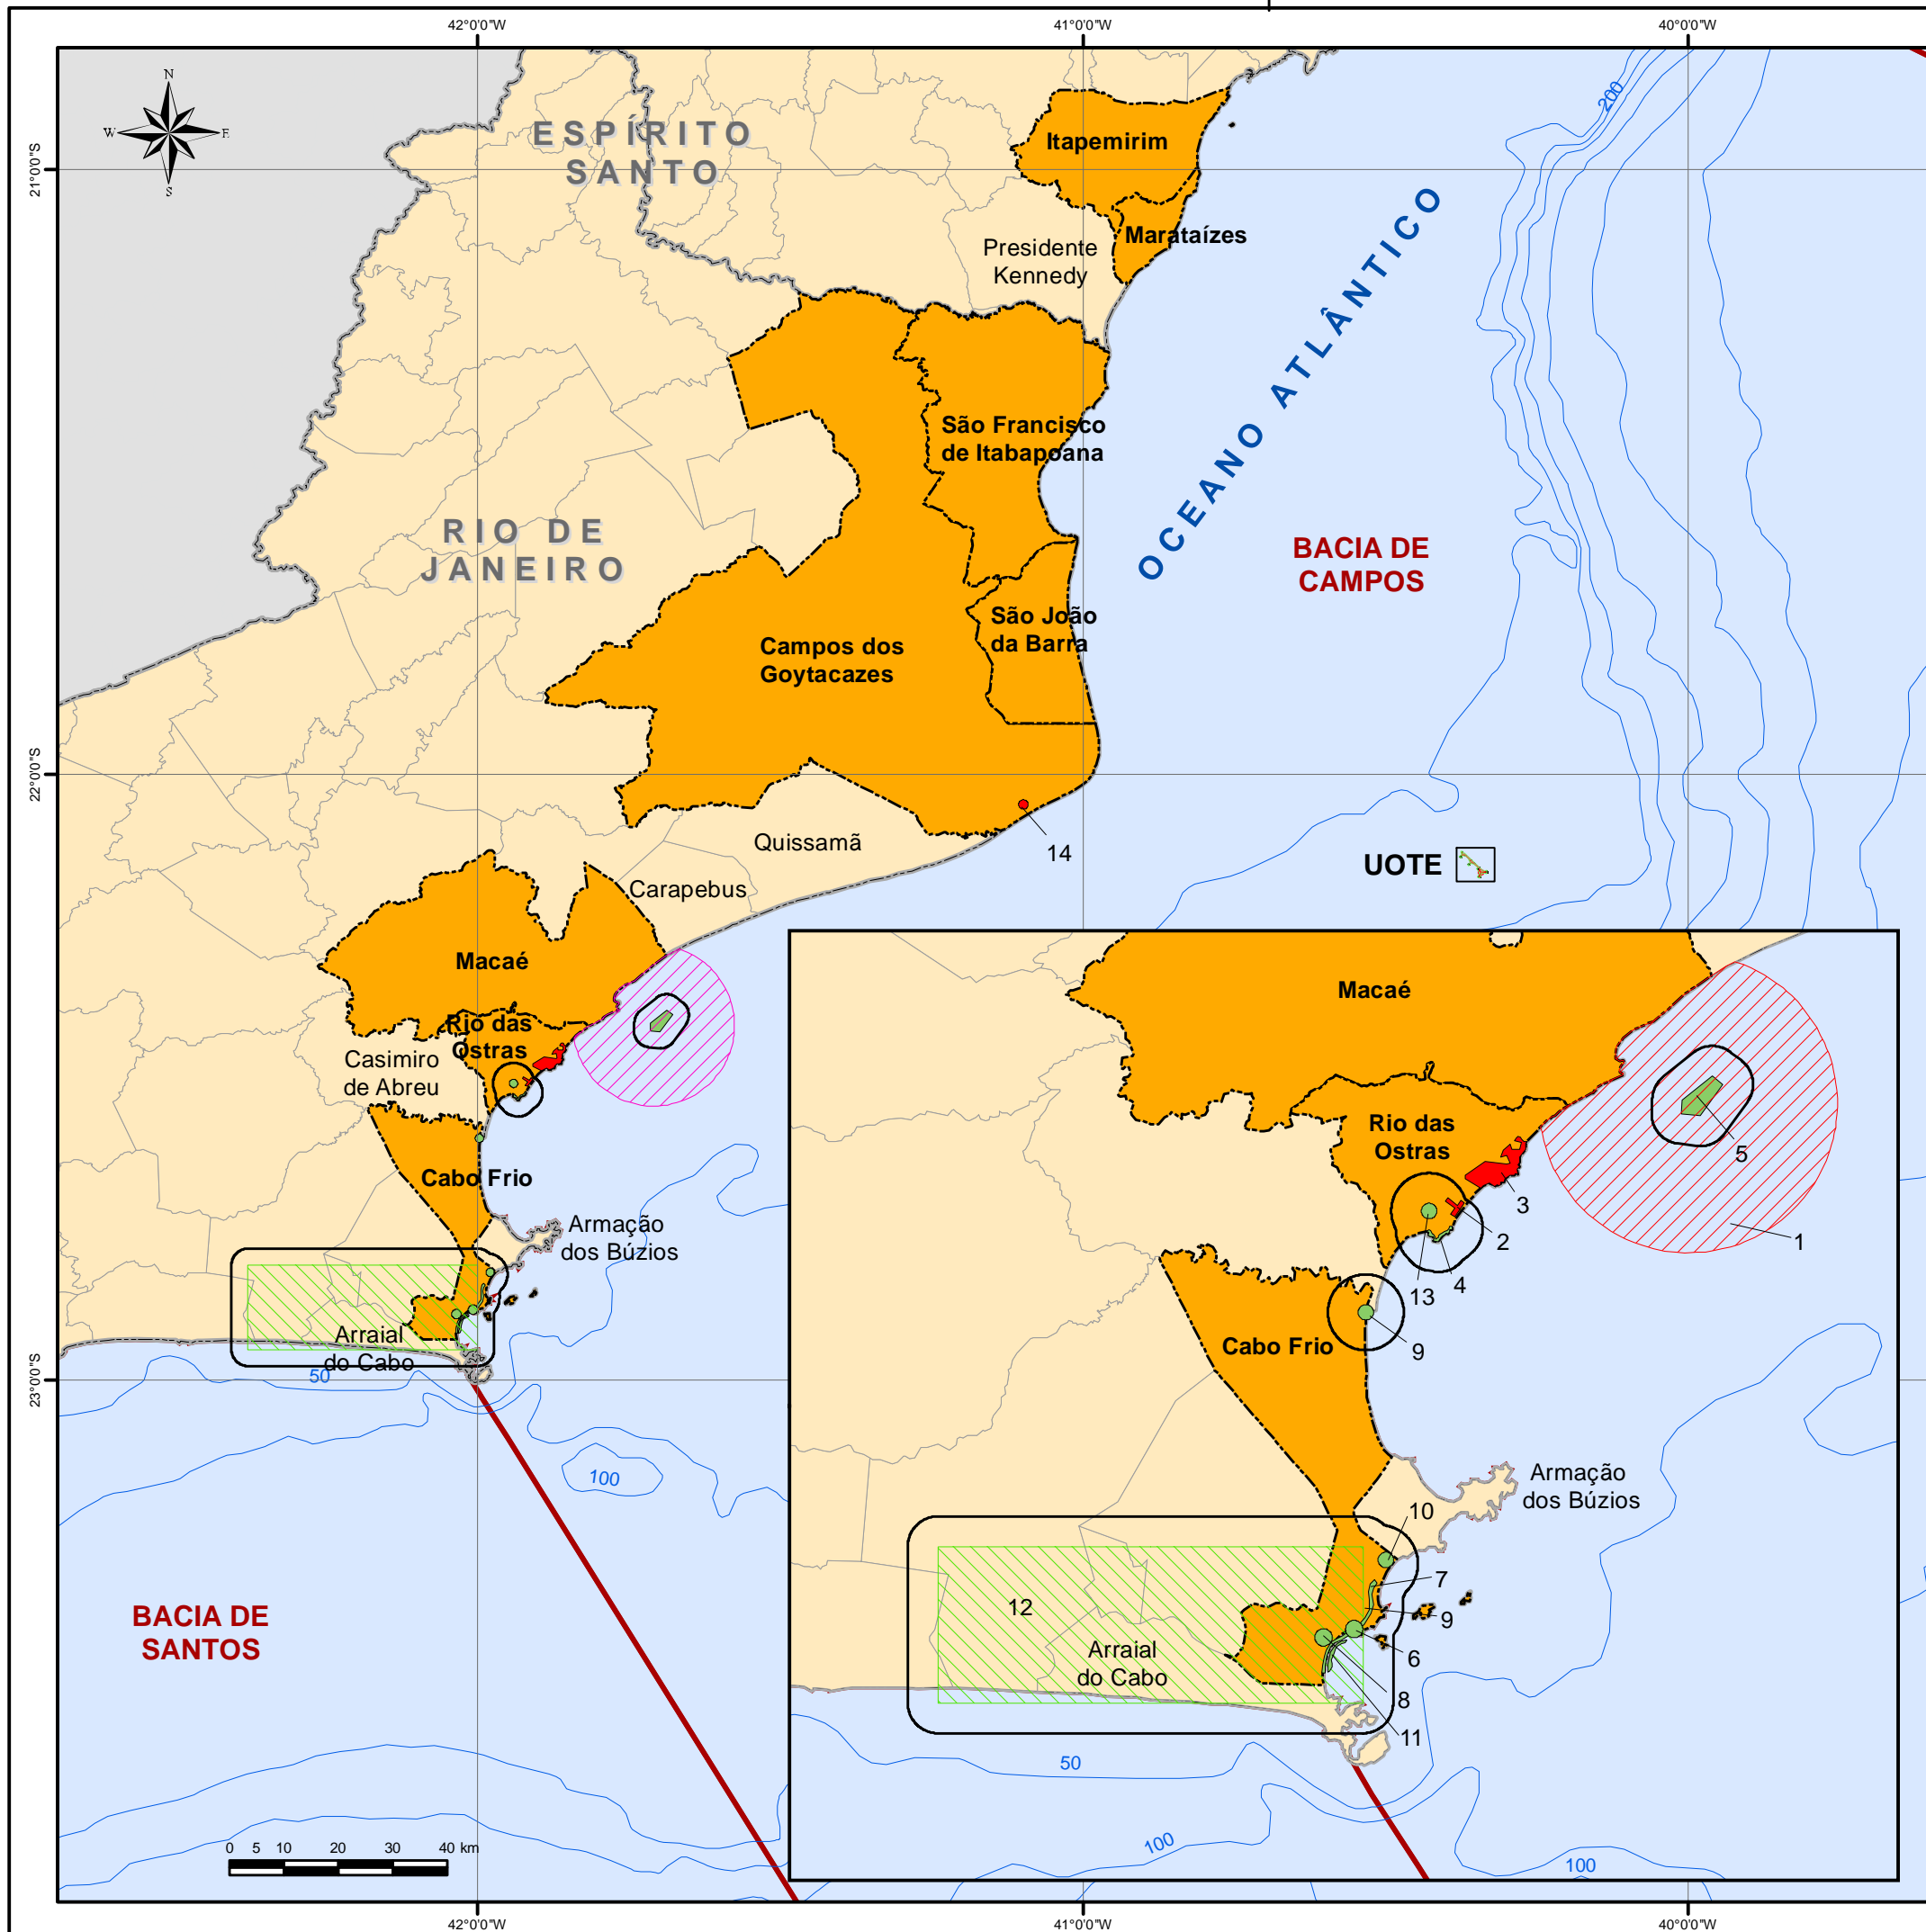 42°0'0"W
41°0'0"W
40°0'0"W
N
W
E
S
ESPÍRITO
SANTO
200
Itapemirim
21°0'0"S
Marataízes
Presidente
Kennedy
OCEANO ATLÂNTICO
São Francisco
de Itabapoana
RIO DE
JANEIRO
BACIA DE
CAMPOS
São João
da Barra
Campos dos
Goytacazes
22°0'0"S
14
Quissamã
UOTE
Carapebus
Macaé
Rio das
Ostras
Casimiro
de Abreu
Cabo Frio
Armação
dos Búzios
Arraial
do Cabo
23°0'0"S
50
100
BACIA DE
SANTOS
0 5 10 20 30 40 km
Macaé
Rio das
Ostras
5
3
2
1
4
13
9
Cabo Frio
Armação
dos Búzios
10
7
12
9
6
Arraial
do Cabo
8
11
50
100
100
42°0'0"W
41°0'0"W
40°0'0"W